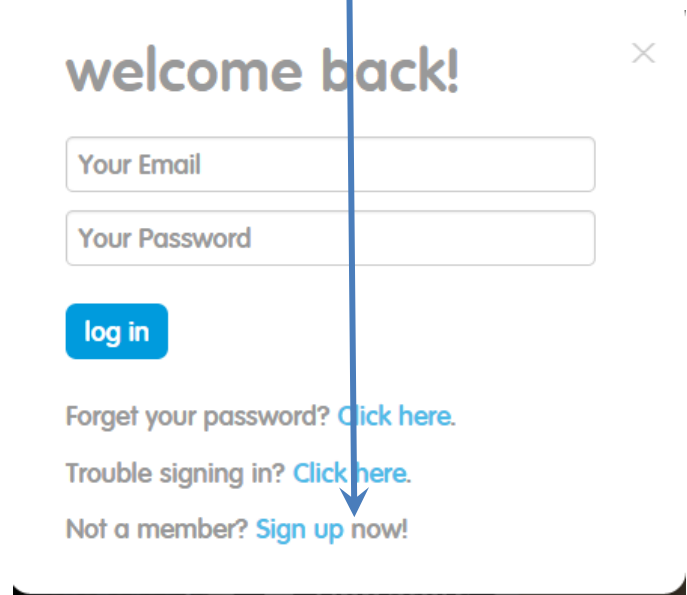 welcome back!
Your Email
Your Password
log in
Forget your password? Click here.
Trouble signing in? Click here.
Not a member? Sign up now!